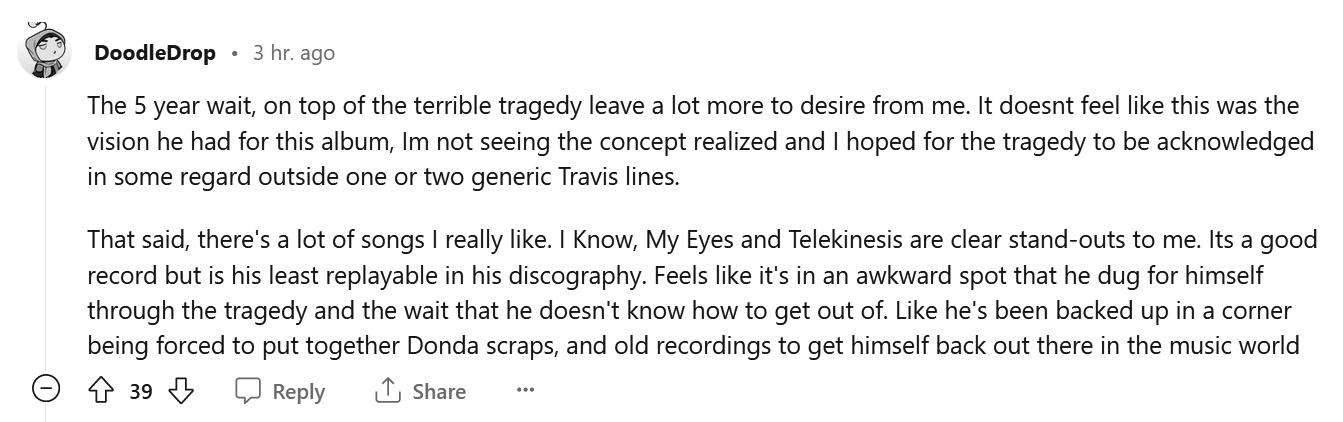 DoodleDrop • 3 hr. ago
The 5 year wait, on top of the terrible tragedy leave a lot more to desire from me. It doesnt feel like this was the
vision he had for this album, Im not seeing the concept realized and I hoped for the tragedy to be acknowledged
in some regard outside one or two generic Travis lines.
That said, there's a lot of songs I really like. I Know, My Eyes and Telekinesis are clear stand-outs to me. Its a good
record but is his least replayable in his discography. Feels like it's in an awkward spot that he dug for himself
through the tragedy and the wait that he doesn't know how to get out of. Like he's been backed up in a corner
being forced to put together Donda scraps, and old recordings to get himself back out there in the music world
39 Reply Share ···